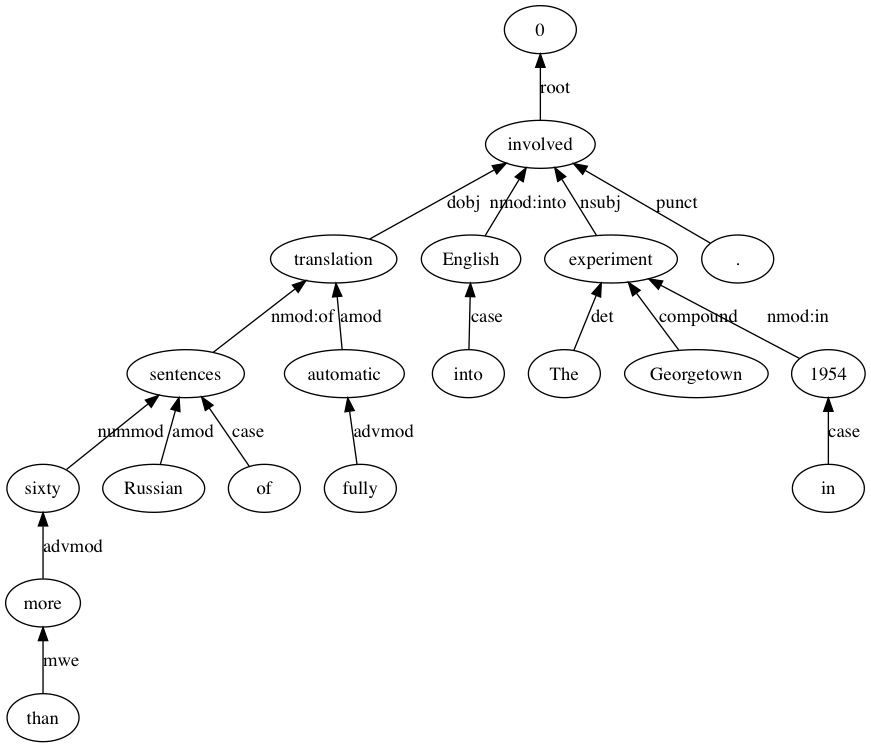 0
root
involved
dobj nmod:into nsubj punct
translation English experiment .
nmod:of amod case det compound nmod:in
sentences automatic into The Georgetown 1954
nummod amod case advmod case
sixty Russian of fully in
advmod
more
mwe
than